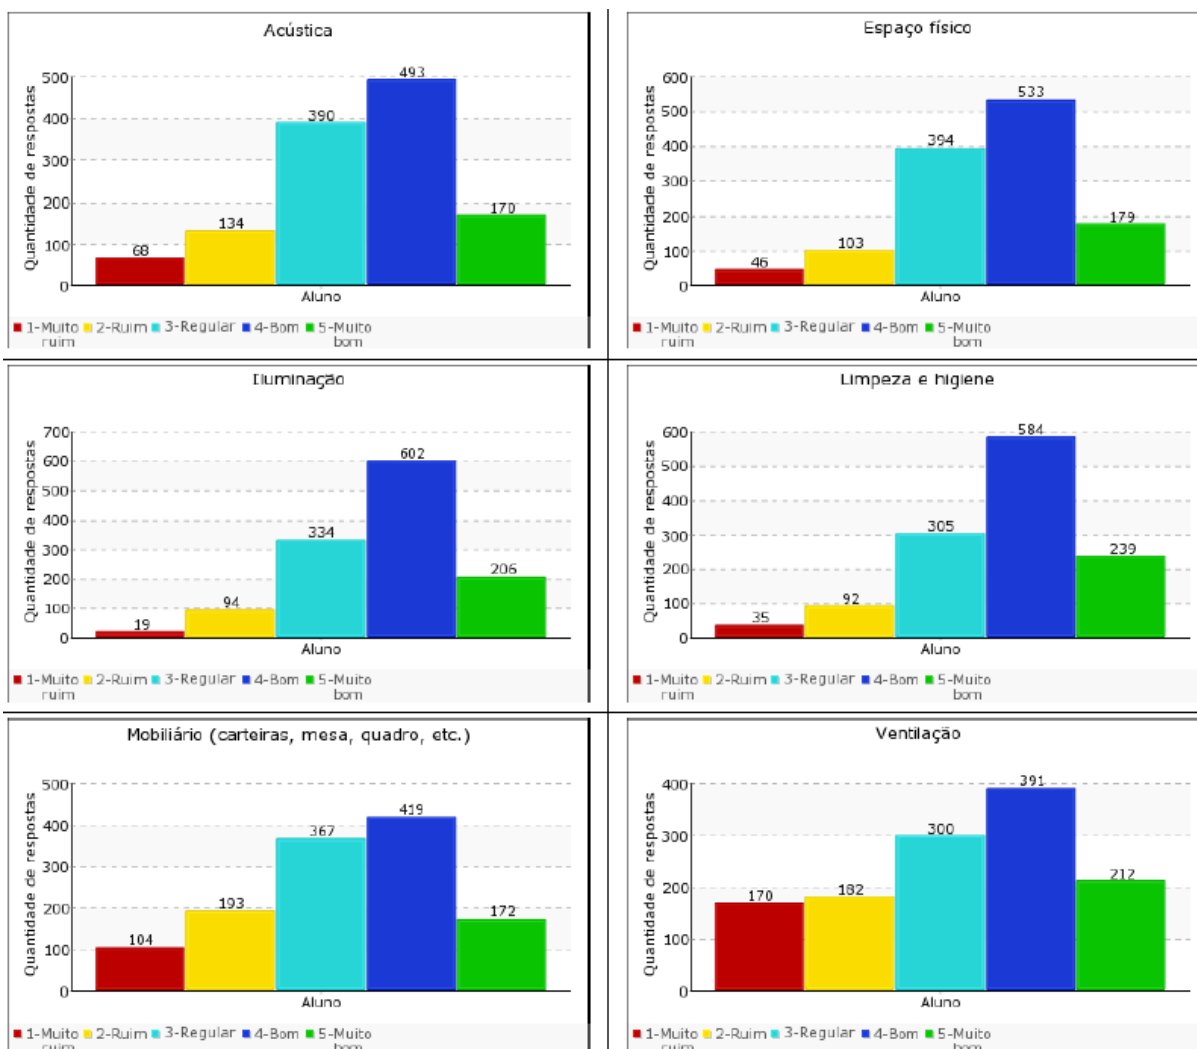 Acústica
Quantidade de respostas
500
400
300
200
100
0
68
134
390
493
170
Aluno
1-Muito ruim 2-Ruim 3-Regular 4-Bom 5-Muito bom
Espaço físico
Quantidade de respostas
600
500
400
300
200
100
0
46
103
394
533
179
Aluno
1-Muito ruim 2-Ruim 3-Regular 4-Bom 5-Muito bom
Iluminação
Quantidade de respostas
700
600
500
400
300
200
100
0
19
94
334
602
206
Aluno
1-Muito ruim 2-Ruim 3-Regular 4-Bom 5-Muito bom
Limpeza e higiene
Quantidade de respostas
600
500
400
300
200
100
0
35
92
305
584
239
Aluno
1-Muito ruim 2-Ruim 3-Regular 4-Bom 5-Muito bom
Mobiliário (carteiras, mesa, quadro, etc.)
Quantidade de respostas
500
400
300
200
100
0
104
193
367
419
172
Aluno
1-Muito ruim 2-Ruim 3-Regular 4-Bom 5-Muito bom
Ventilação
Quantidade de respostas
400
300
200
100
0
170
182
300
391
212
Aluno
1-Muito ruim 2-Ruim 3-Regular 4-Bom 5-Muito bom